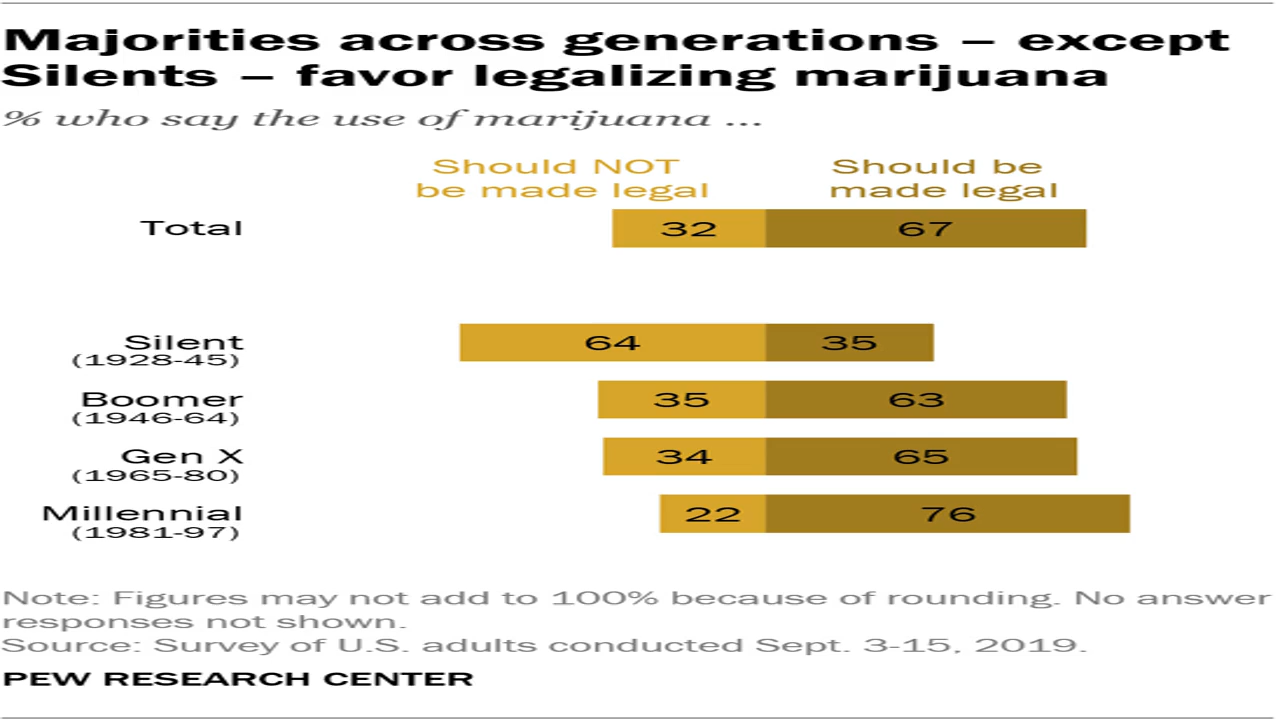 Majorities across generations – except
Silents – favor legalizing marijuana
% who say the use of marijuana ...
Should NOT
be made legal
Should be
made legal
Total 32 67
Silent 64 35
(1928-45)
Boomer 35 63
(1946-64)
Gen X 34 65
(1965-80)
Millennial 22 76
(1981-97)
Note: Figures may not add to 100% because of rounding. No answer
responses not shown.
Source: Survey of U.S. adults conducted Sept. 3-15, 2019.
PEW RESEARCH CENTER